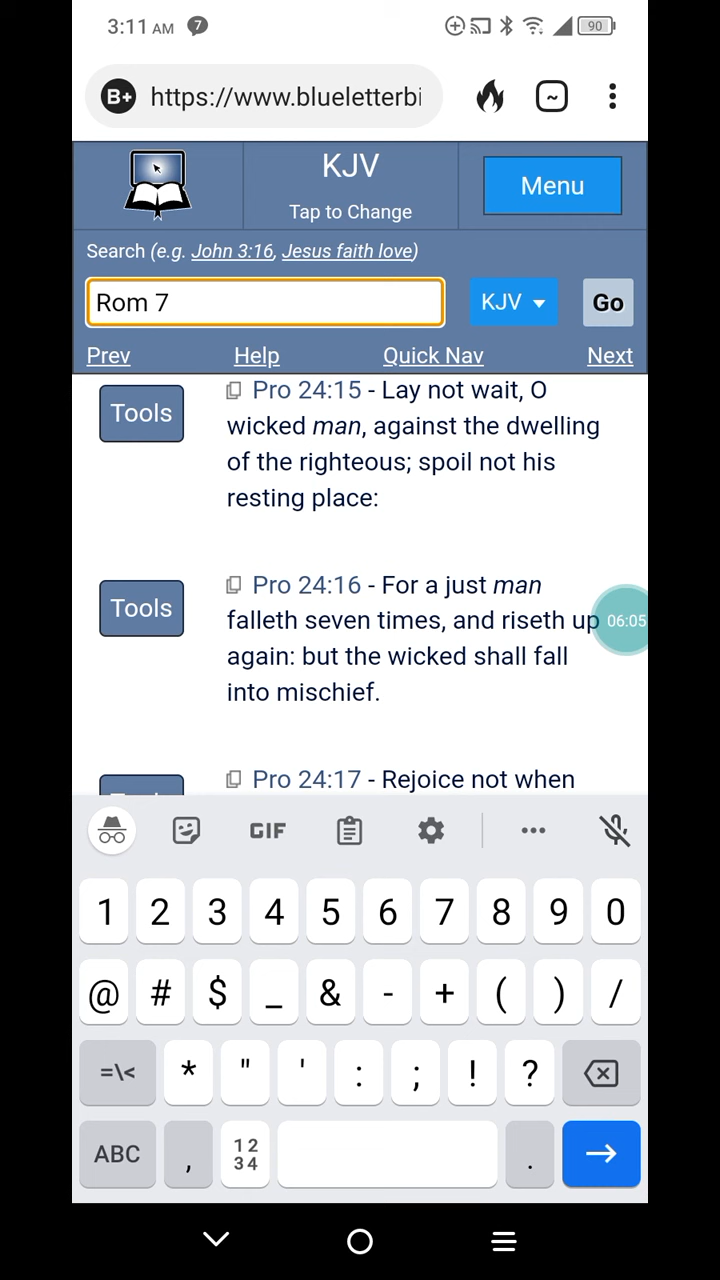 3:11 AM 7 90
B+ https://www.blueletterbi ~
KJV
Tap to Change
Menu
Search (e.g. John 3:16, Jesus faith love)
Rom 7 KJV Go
Prev Help Quick Nav Next
Tools Pro 24:15 - Lay not wait, O
wicked man, against the dwelling
of the righteous; spoil not his
resting place:
Tools Pro 24:16 - For a just man
falleth seven times, and riseth up
again: but the wicked shall fall
into mischief.
06:05
Pro 24:17 - Rejoice not when
GIF
1 2 3 4 5 6 7 8 9 0
@ # $ _ & - + ( ) /
=\< * " ' : ; ! ?
ABC , 12 .
34